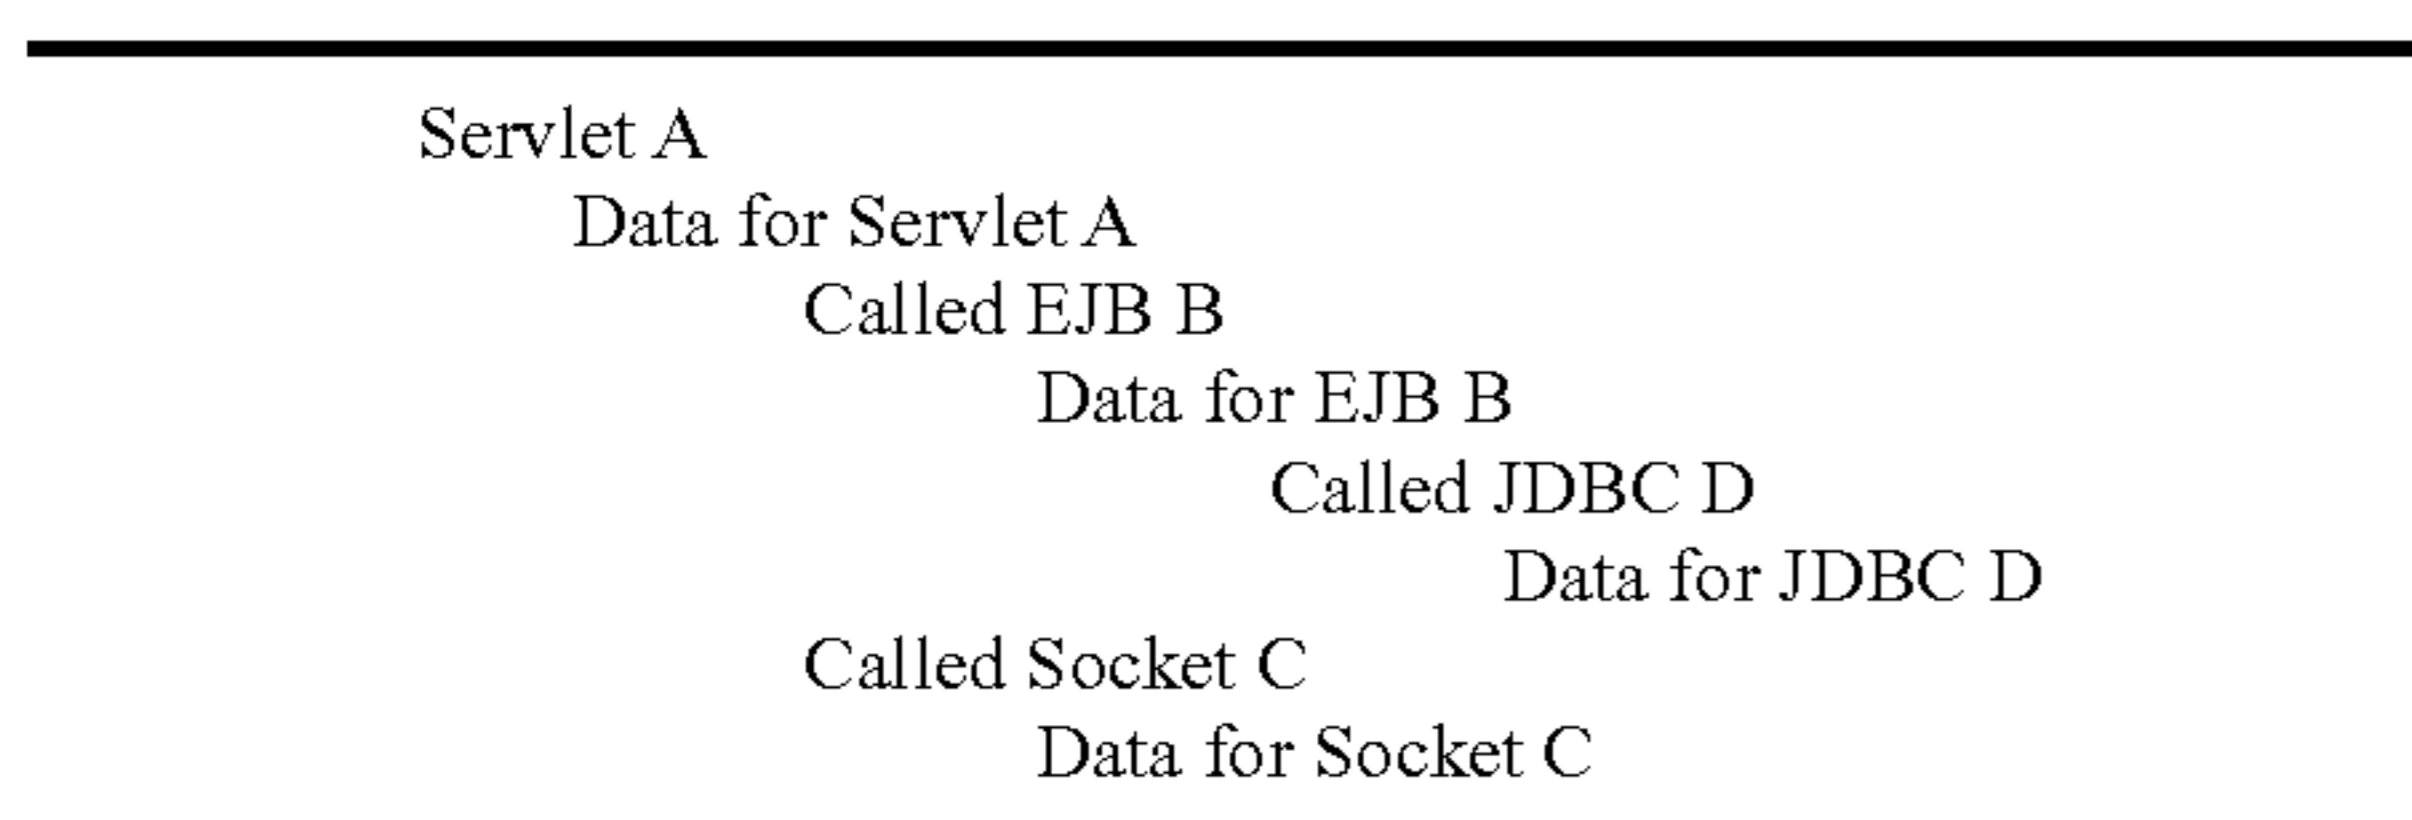 Servlet A
Data for Servlet A
Called EJB B
Data for EJB B
Called JDBC D
Data for JDBC D
Called Socket C
Data for Socket C